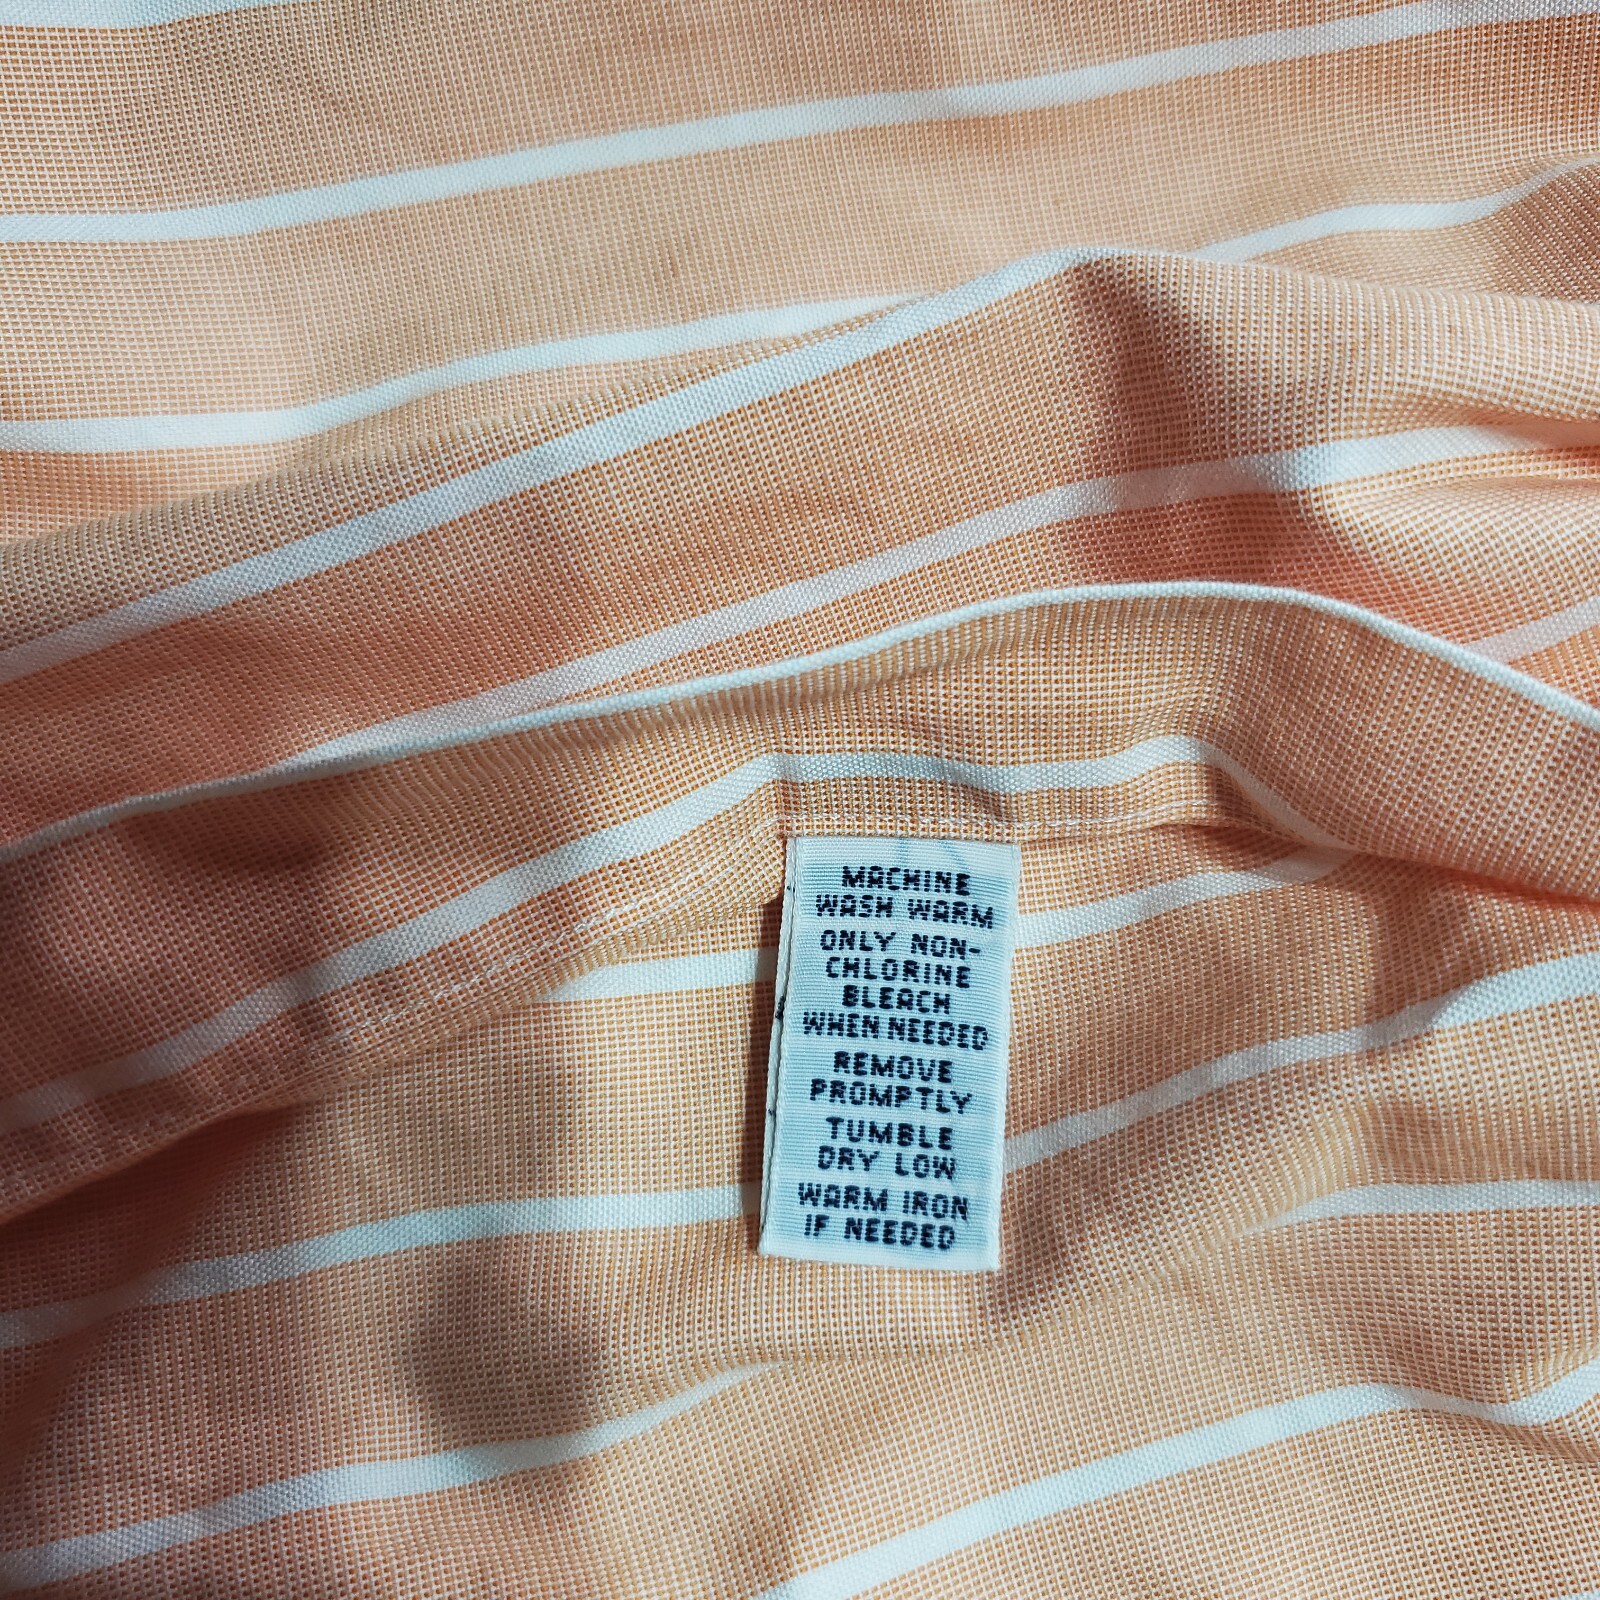 MACHINE
WASH WARM
ONLY NON-
CHLORINE
BLEACH
WHEN NEEDED
REMOVE
PROMPTLY
TUMBLE
DRY LOW
WARM IRON
IF NEEDED